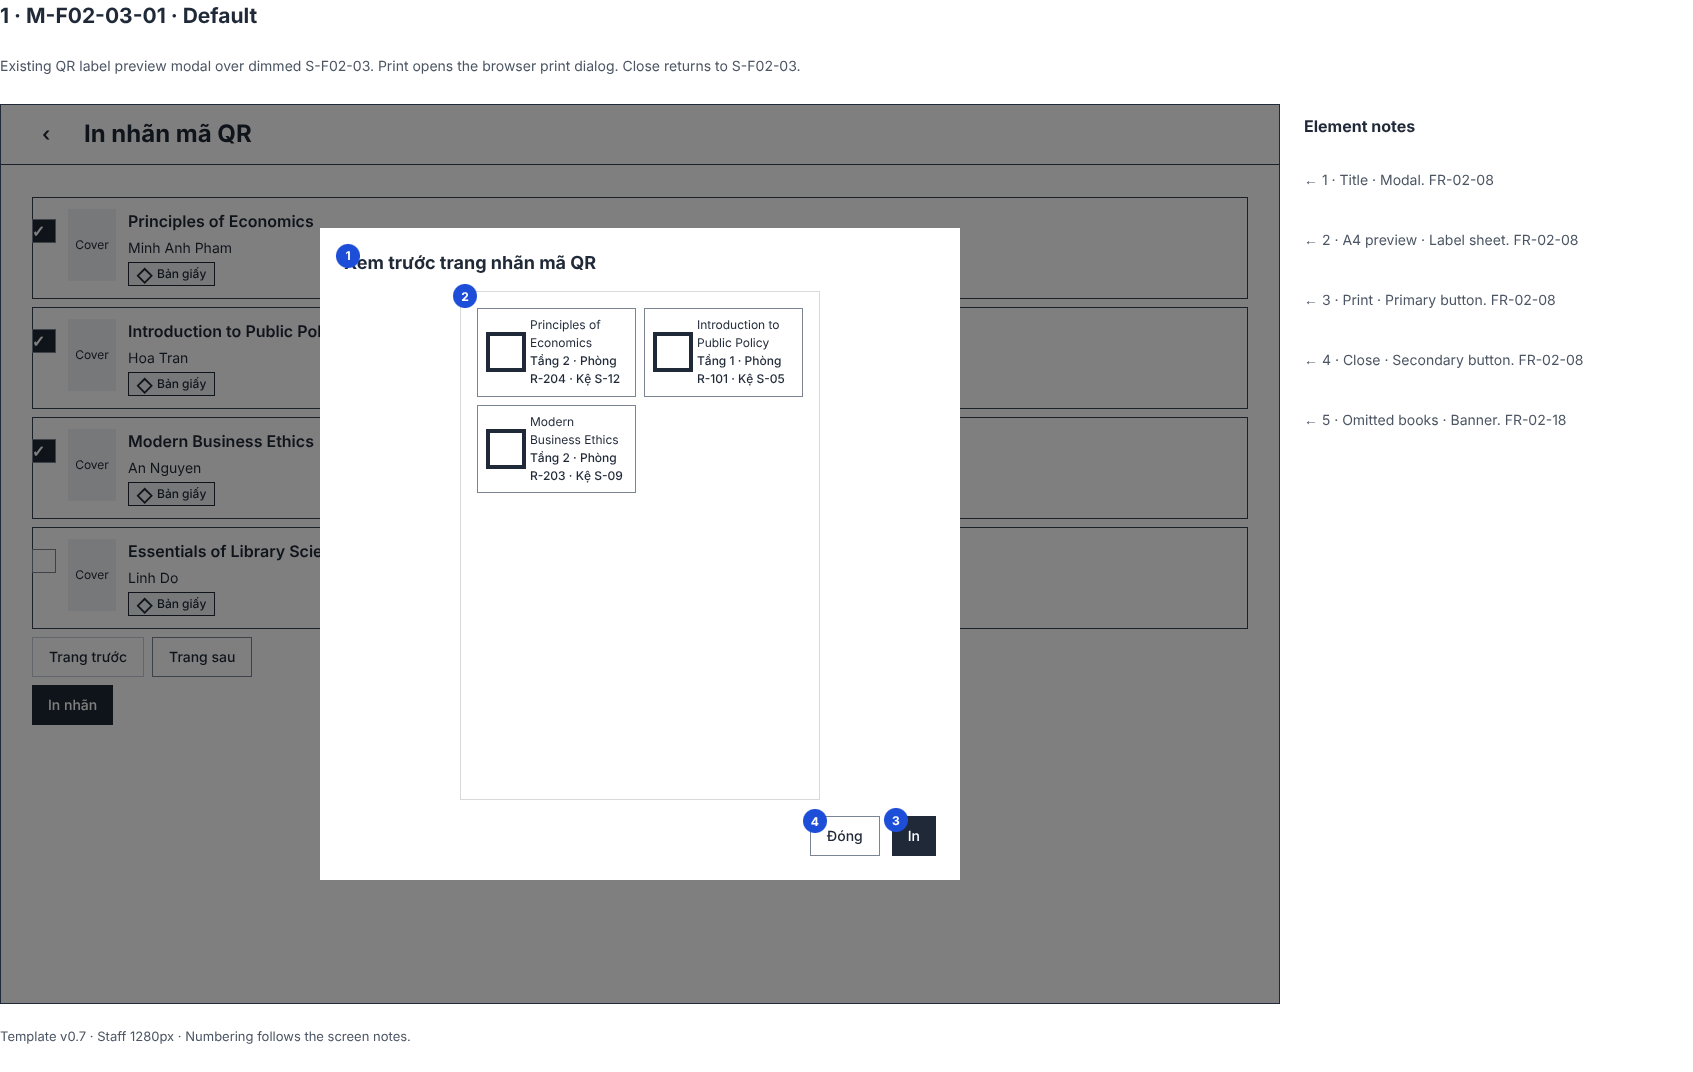 1 · M-F02-03-01 · Default
Existing QR label preview modal over dimmed S-F02-03. Print opens the browser print dialog. Close returns to S-F02-03.
‹ In nhãn mã QR
✓
Cover
Principles of Economics
Minh Anh Pham
Bản giấy
✓
Cover
Introduction to Public Pol
Hoa Tran
Bản giấy
✓
Cover
Modern Business Ethics
An Nguyen
Bản giấy
Cover
Essentials of Library Scie
Linh Do
Bản giấy
Trang trước
Trang sau
In nhãn
1
Xem trước trang nhãn mã QR
2
Principles of
Economics
Tầng 2 · Phòng
R-204 · Kệ S-12
Introduction to
Public Policy
Tầng 1 · Phòng
R-101 · Kệ S-05
Modern
Business Ethics
Tầng 2 · Phòng
R-203 · Kệ S-09
4
Đóng
3
In
Element notes
← 1 · Title · Modal. FR-02-08
← 2 · A4 preview · Label sheet. FR-02-08
← 3 · Print · Primary button. FR-02-08
← 4 · Close · Secondary button. FR-02-08
← 5 · Omitted books · Banner. FR-02-18
Template v0.7 · Staff 1280px · Numbering follows the screen notes.